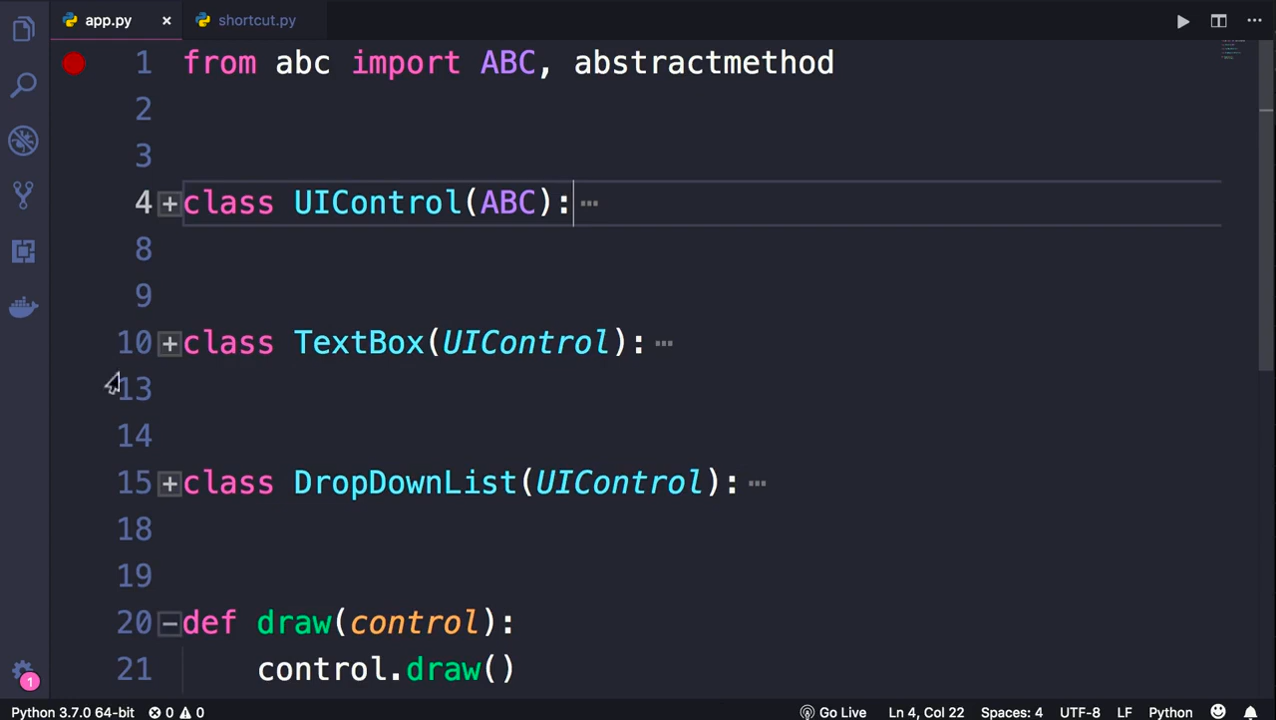 app.py × shortcut.py
1 from abc import ABC, abstractmethod
2
3
4 class UIControl(ABC): ⋯
8
9
10 class TextBox(UIControl): ⋯
13
14
15 class DropDownList(UIControl): ⋯
18
19
20 def draw(control):
21 control.draw()
1
Python 3.7.0 64-bit 0 0 Go Live Ln 4, Col 22 Spaces: 4 UTF-8 LF Python